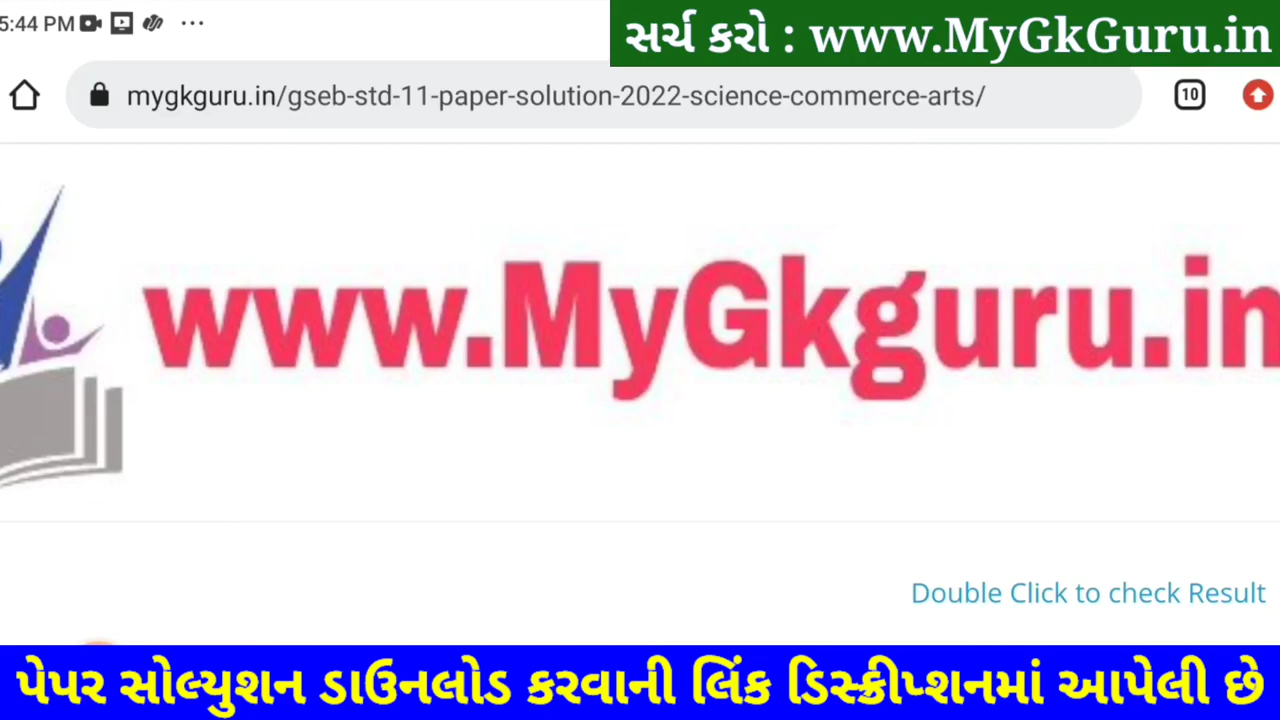 5:44 PM
સર્ચ કરો : www.MyGkGuru.in
mygkguru.in/gseb-std-11-paper-solution-2022-science-commerce-arts/
10
www.MyGkguru.in
Double Click to check Result
પેપર સોલ્યુશન ડાઉનલોડ કરવાની લિંક ડિસ્ક્રીપ્શનમાં આપેલી છે